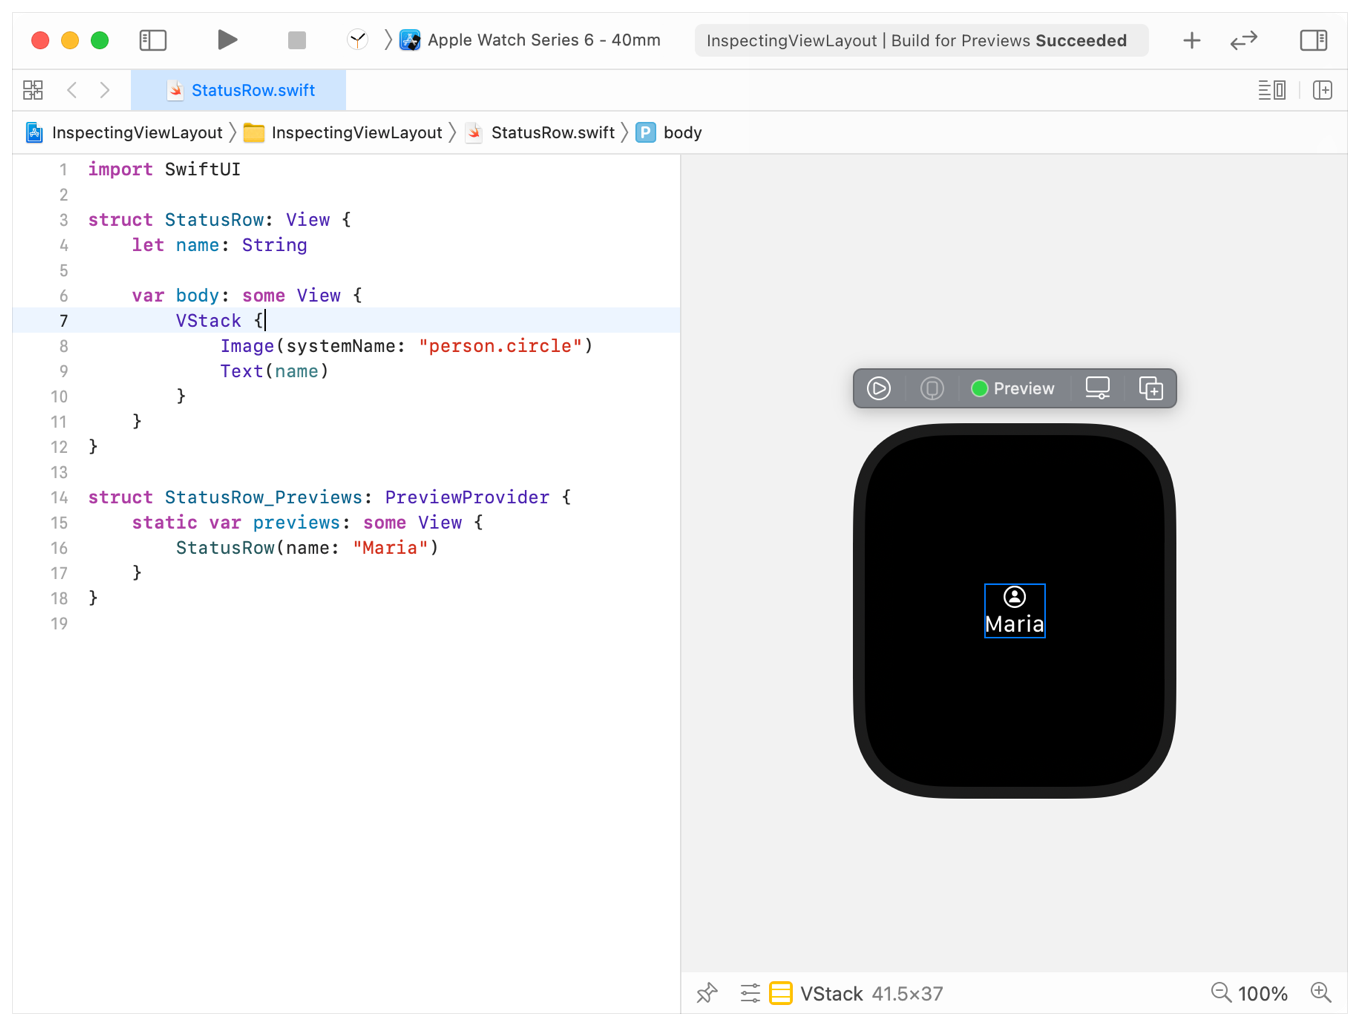 Apple Watch Series 6 - 40mm
InspectingViewLayout | Build for Previews Succeeded
StatusRow.swift
InspectingViewLayout
InspectingViewLayout
StatusRow.swift
P body
1 import SwiftUI
2
3 struct StatusRow: View {
4 let name: String
5
6 var body: some View {
7 VStack {
8 Image(systemName: "person.circle")
9 Text(name)
10 }
11 }
12 }
13
14 struct StatusRow_Previews: PreviewProvider {
15 static var previews: some View {
16 StatusRow(name: "Maria")
17 }
18 }
19
Preview
Maria
VStack 41.5×37
100%